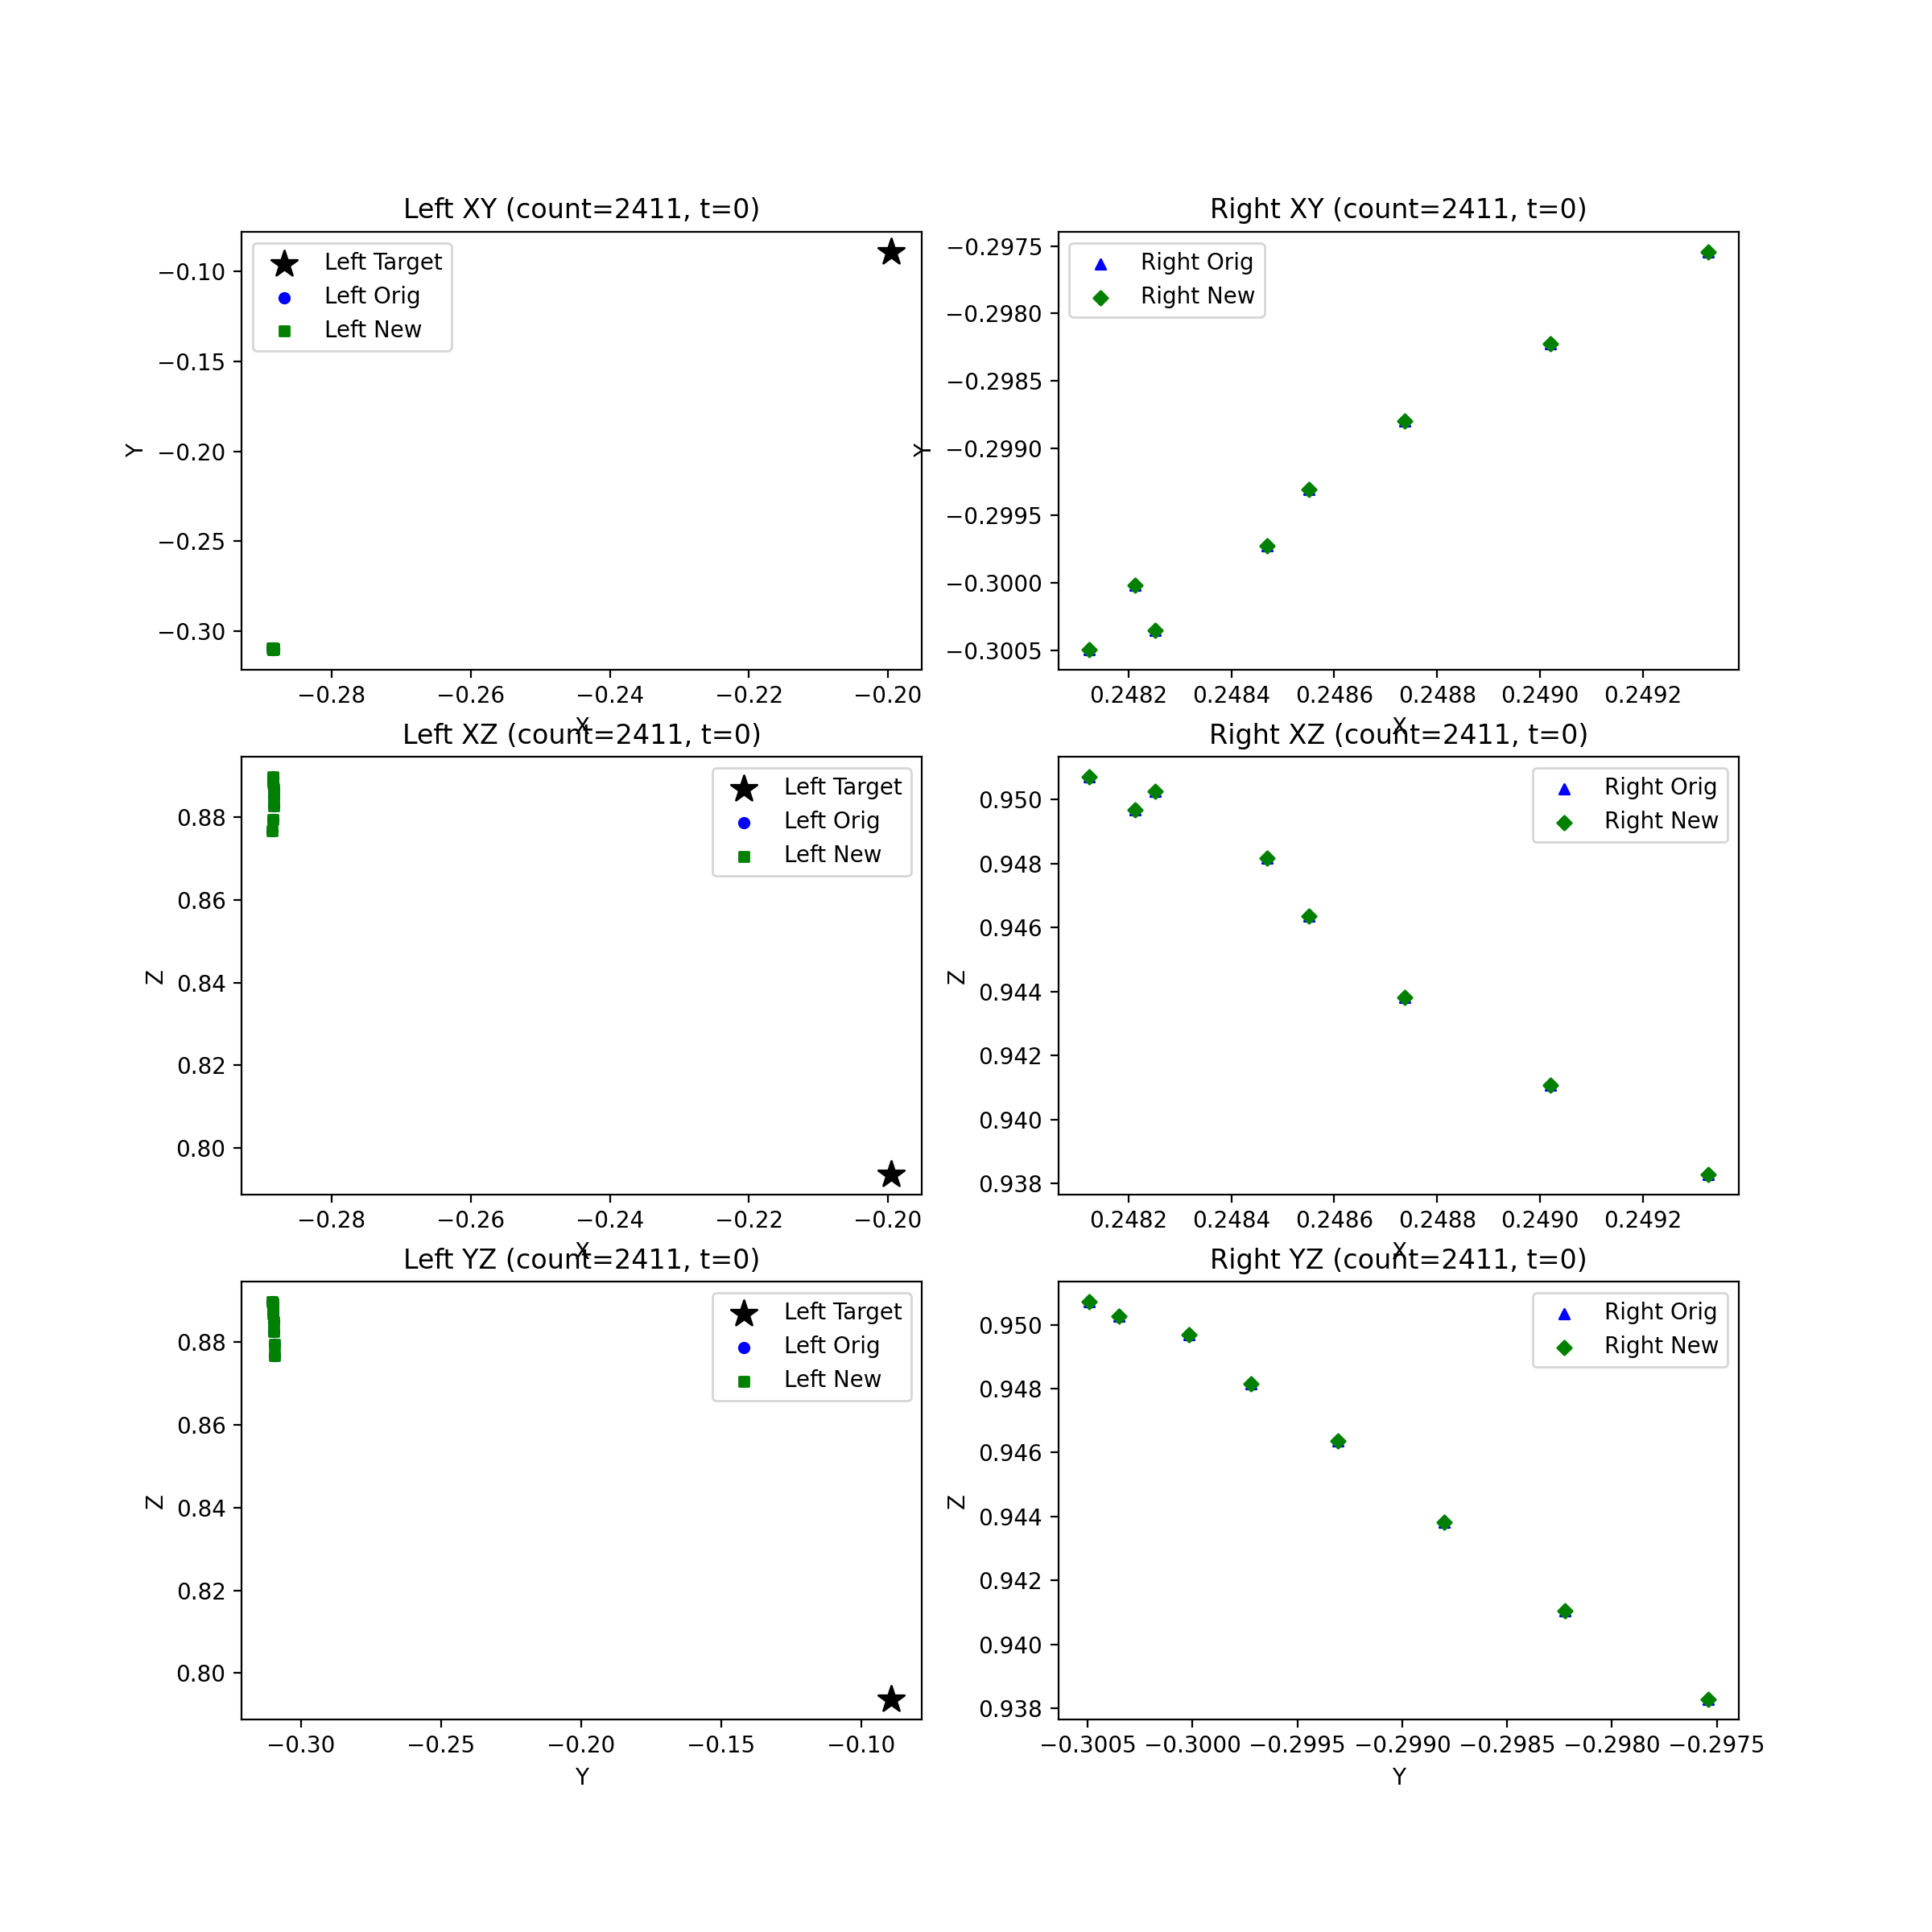 Left XY (count=2411, t=0)
Left Target
Left Orig
Left New
−0.10
−0.15
−0.20
−0.25
−0.30
Y
−0.28 −0.26 −0.24 −0.22 −0.20
X
Right XY (count=2411, t=0)
Right Orig
Right New
−0.2975
−0.2980
−0.2985
−0.2990
−0.2995
−0.3000
−0.3005
Y
0.2482 0.2484 0.2486 0.2488 0.2490 0.2492
X
Left XZ (count=2411, t=0)
Left Target
Left Orig
Left New
0.88
0.86
0.84
0.82
0.80
Z
−0.28 −0.26 −0.24 −0.22 −0.20
X
Right XZ (count=2411, t=0)
Right Orig
Right New
0.950
0.948
0.946
0.944
0.942
0.940
0.938
Z
0.2482 0.2484 0.2486 0.2488 0.2490 0.2492
X
Left YZ (count=2411, t=0)
Left Target
Left Orig
Left New
0.88
0.86
0.84
0.82
0.80
Z
−0.30 −0.25 −0.20 −0.15 −0.10
Y
Right YZ (count=2411, t=0)
Right Orig
Right New
0.950
0.948
0.946
0.944
0.942
0.940
0.938
Z
−0.3005 −0.3000 −0.2995 −0.2990 −0.2985 −0.2980 −0.2975
Y